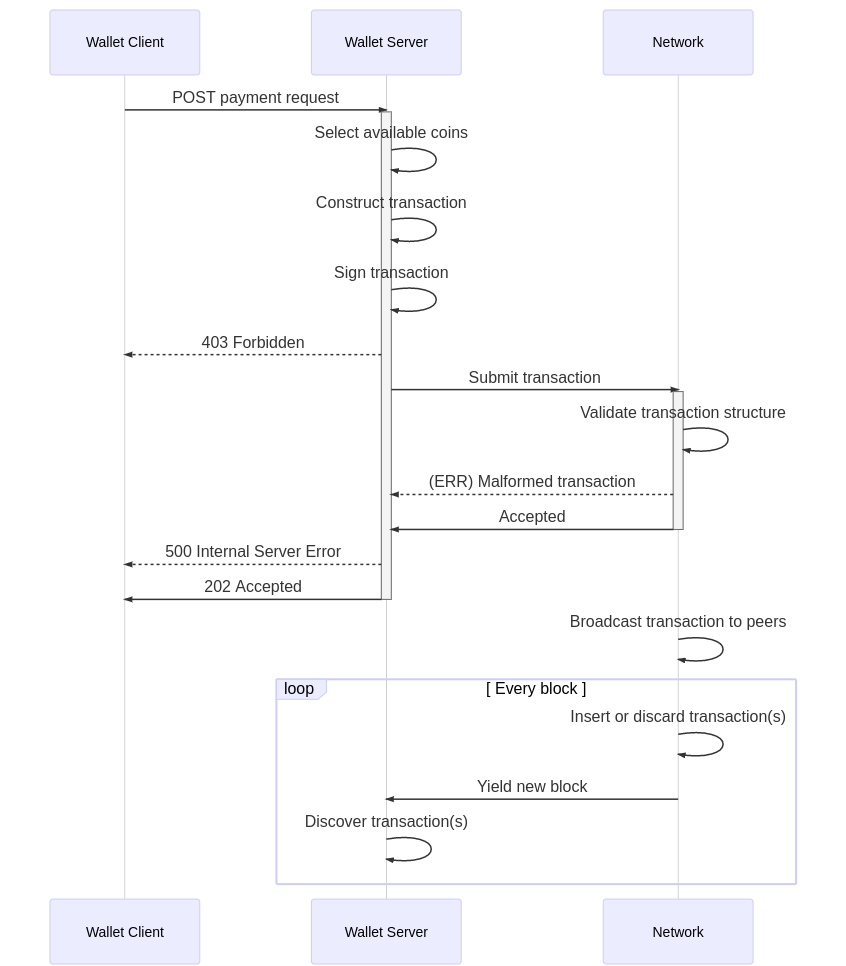 Wallet Client
Wallet Server
Network
POST payment request
Select available coins
Construct transaction
Sign transaction
403 Forbidden
Submit transaction
Validate transaction structure
(ERR) Malformed transaction
Accepted
500 Internal Server Error
202 Accepted
Broadcast transaction to peers
loop
[ Every block ]
Insert or discard transaction(s)
Yield new block
Discover transaction(s)
Wallet Client
Wallet Server
Network